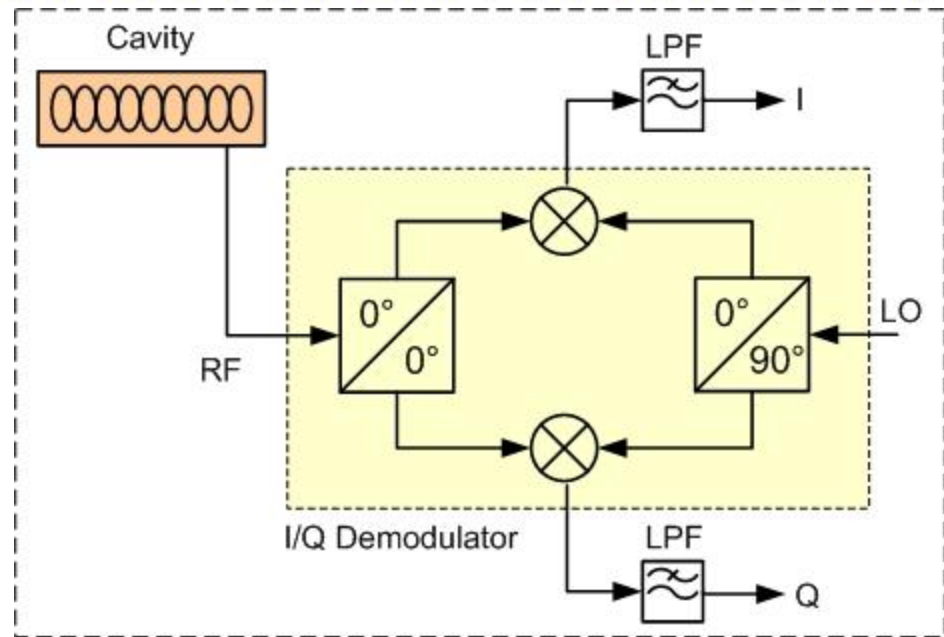 Cavity
LPF
I
0°
0°
0°
90°
LO
RF
I/Q Demodulator
LPF
Q